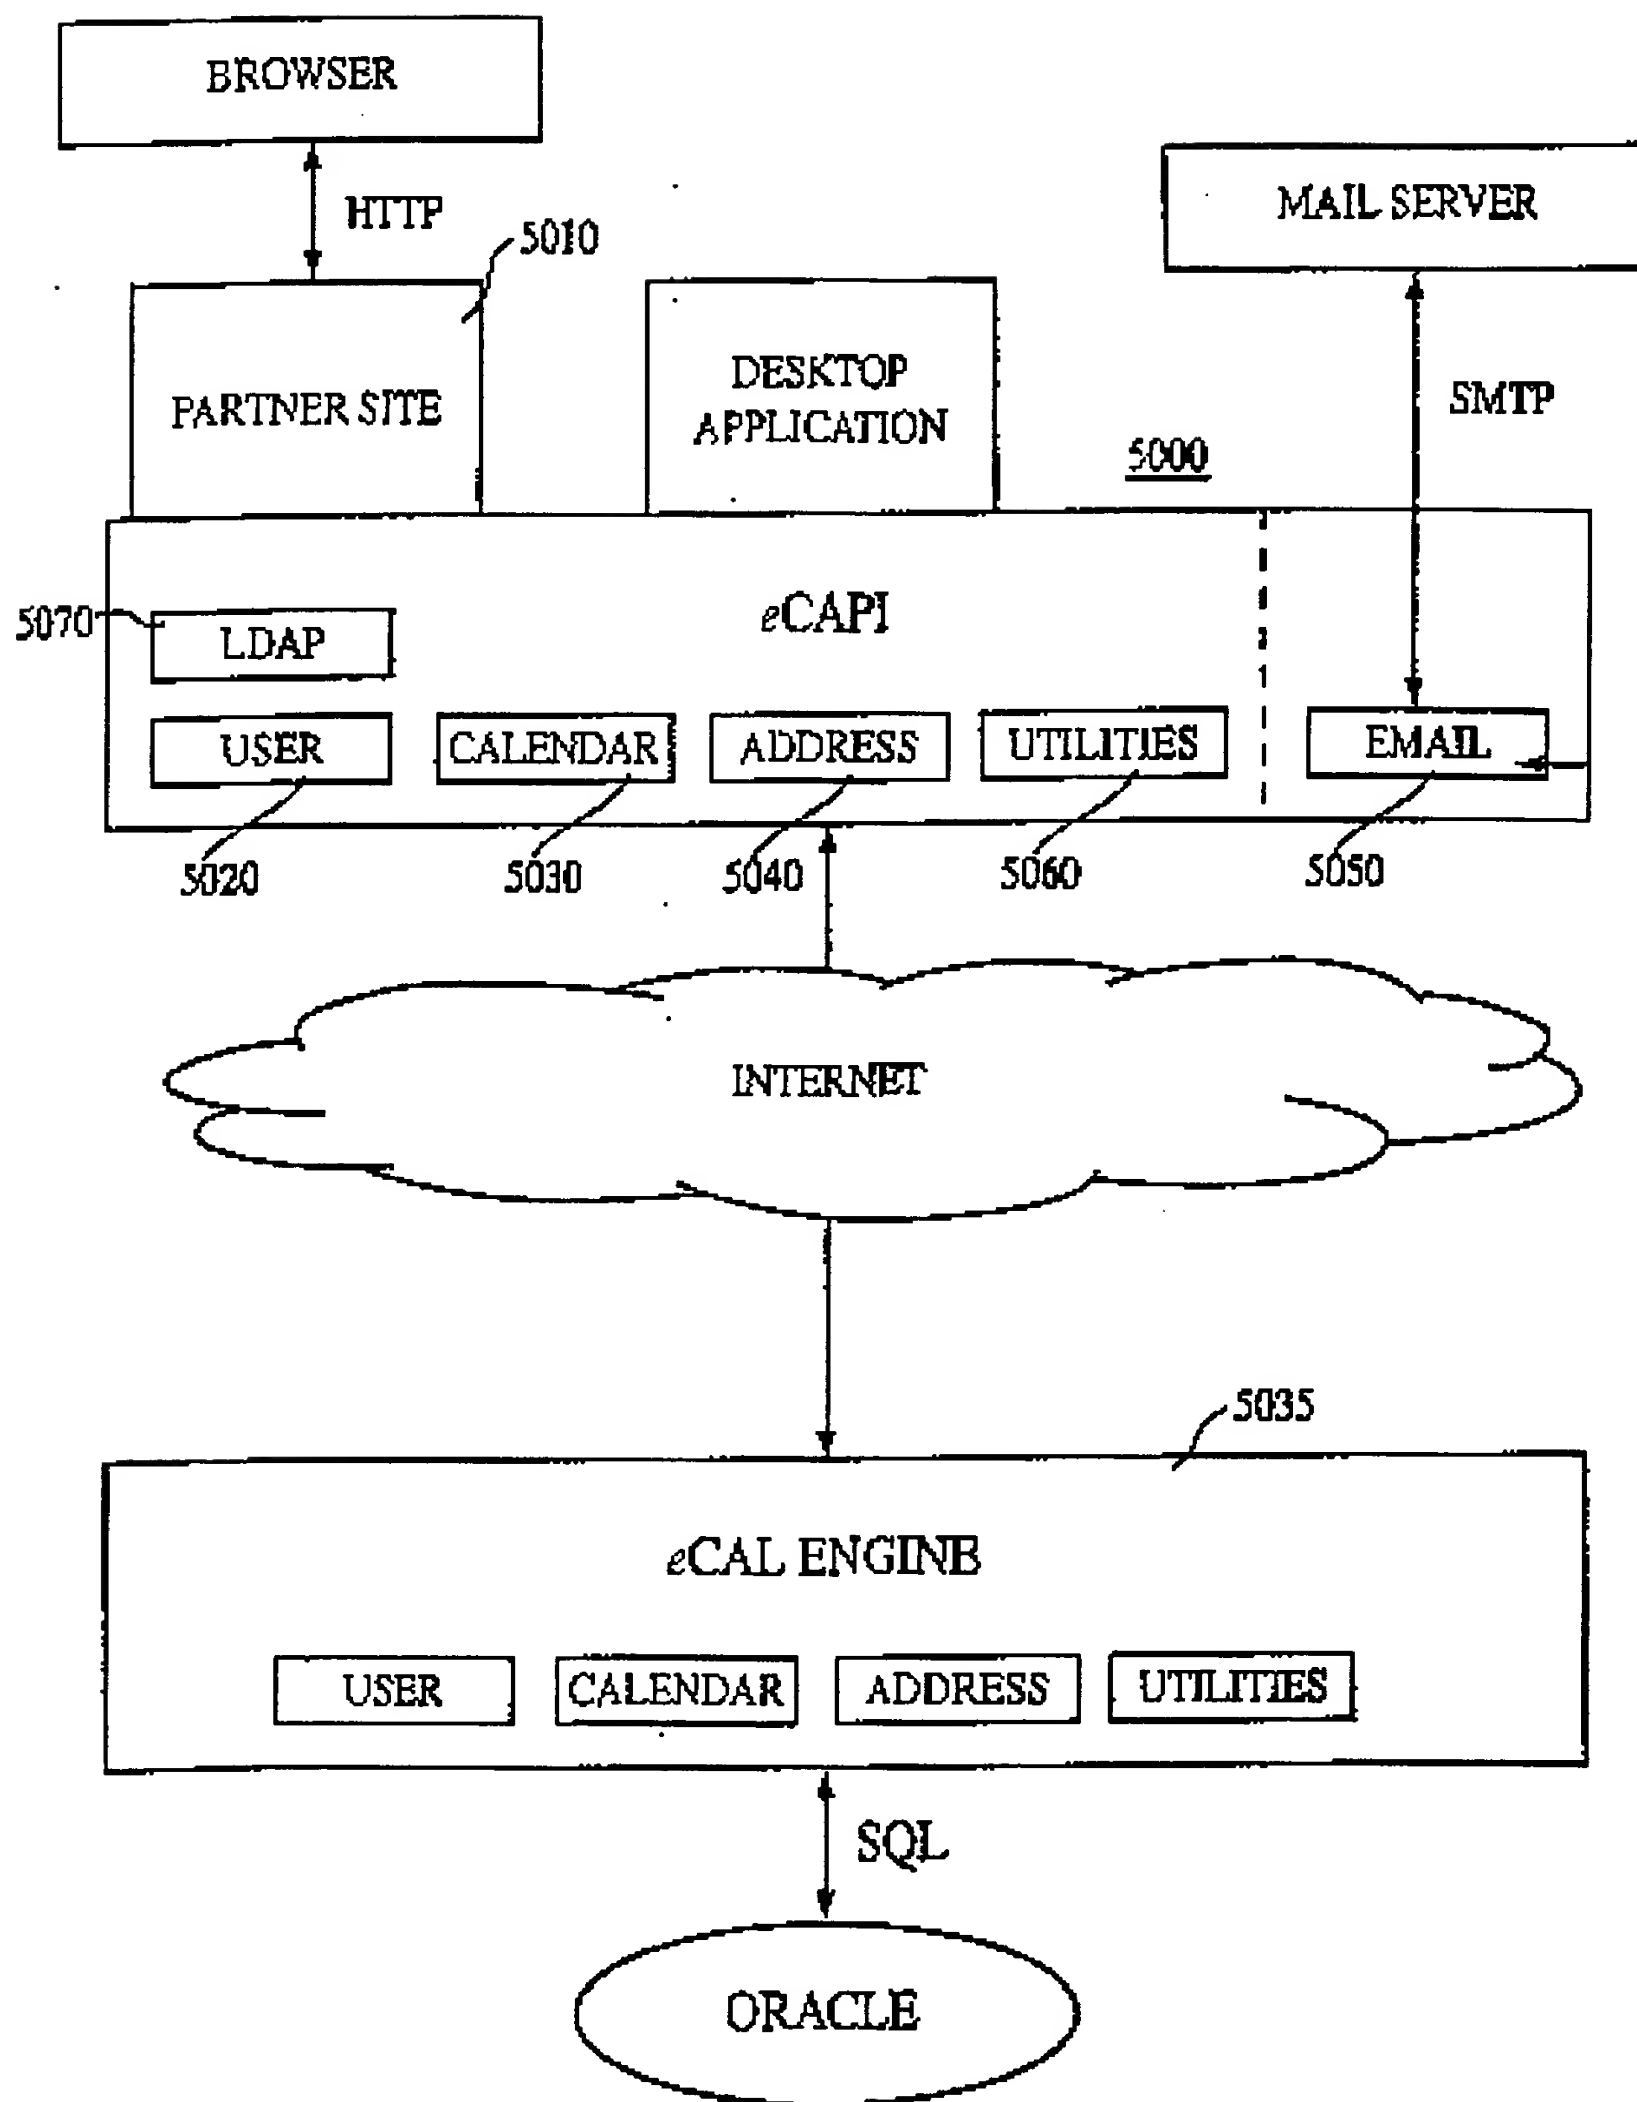 BROWSER
MAIL SERVER
HTTP
5010
PARTNER SITE
DESKTOP
APPLICATION
SMTP
5000
eCAPI
5070
LDAP
USER
CALENDAR
ADDRESS
UTILITIES
EMAIL
5020
5030
5040
5060
5050
INTERNET
5035
eCAL ENGINE
USER
CALENDAR
ADDRESS
UTILITIES
SQL
ORACLE